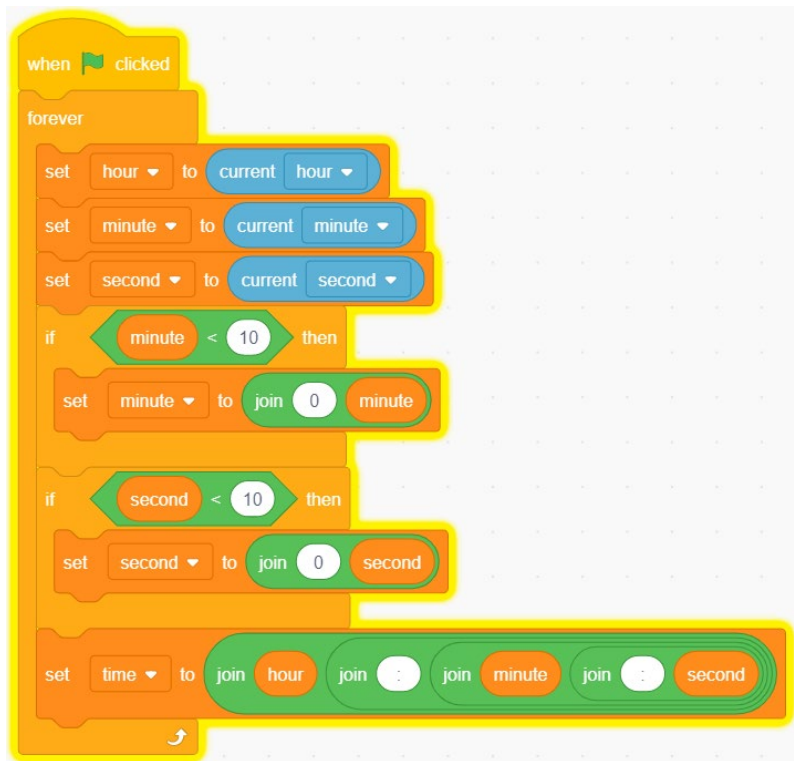 when clicked
forever
set hour to current hour
set minute to current minute
set second to current second
if minute < 10 then
set minute to join 0 minute
if second < 10 then
set second to join 0 second
set time to join hour join : join minute join : second